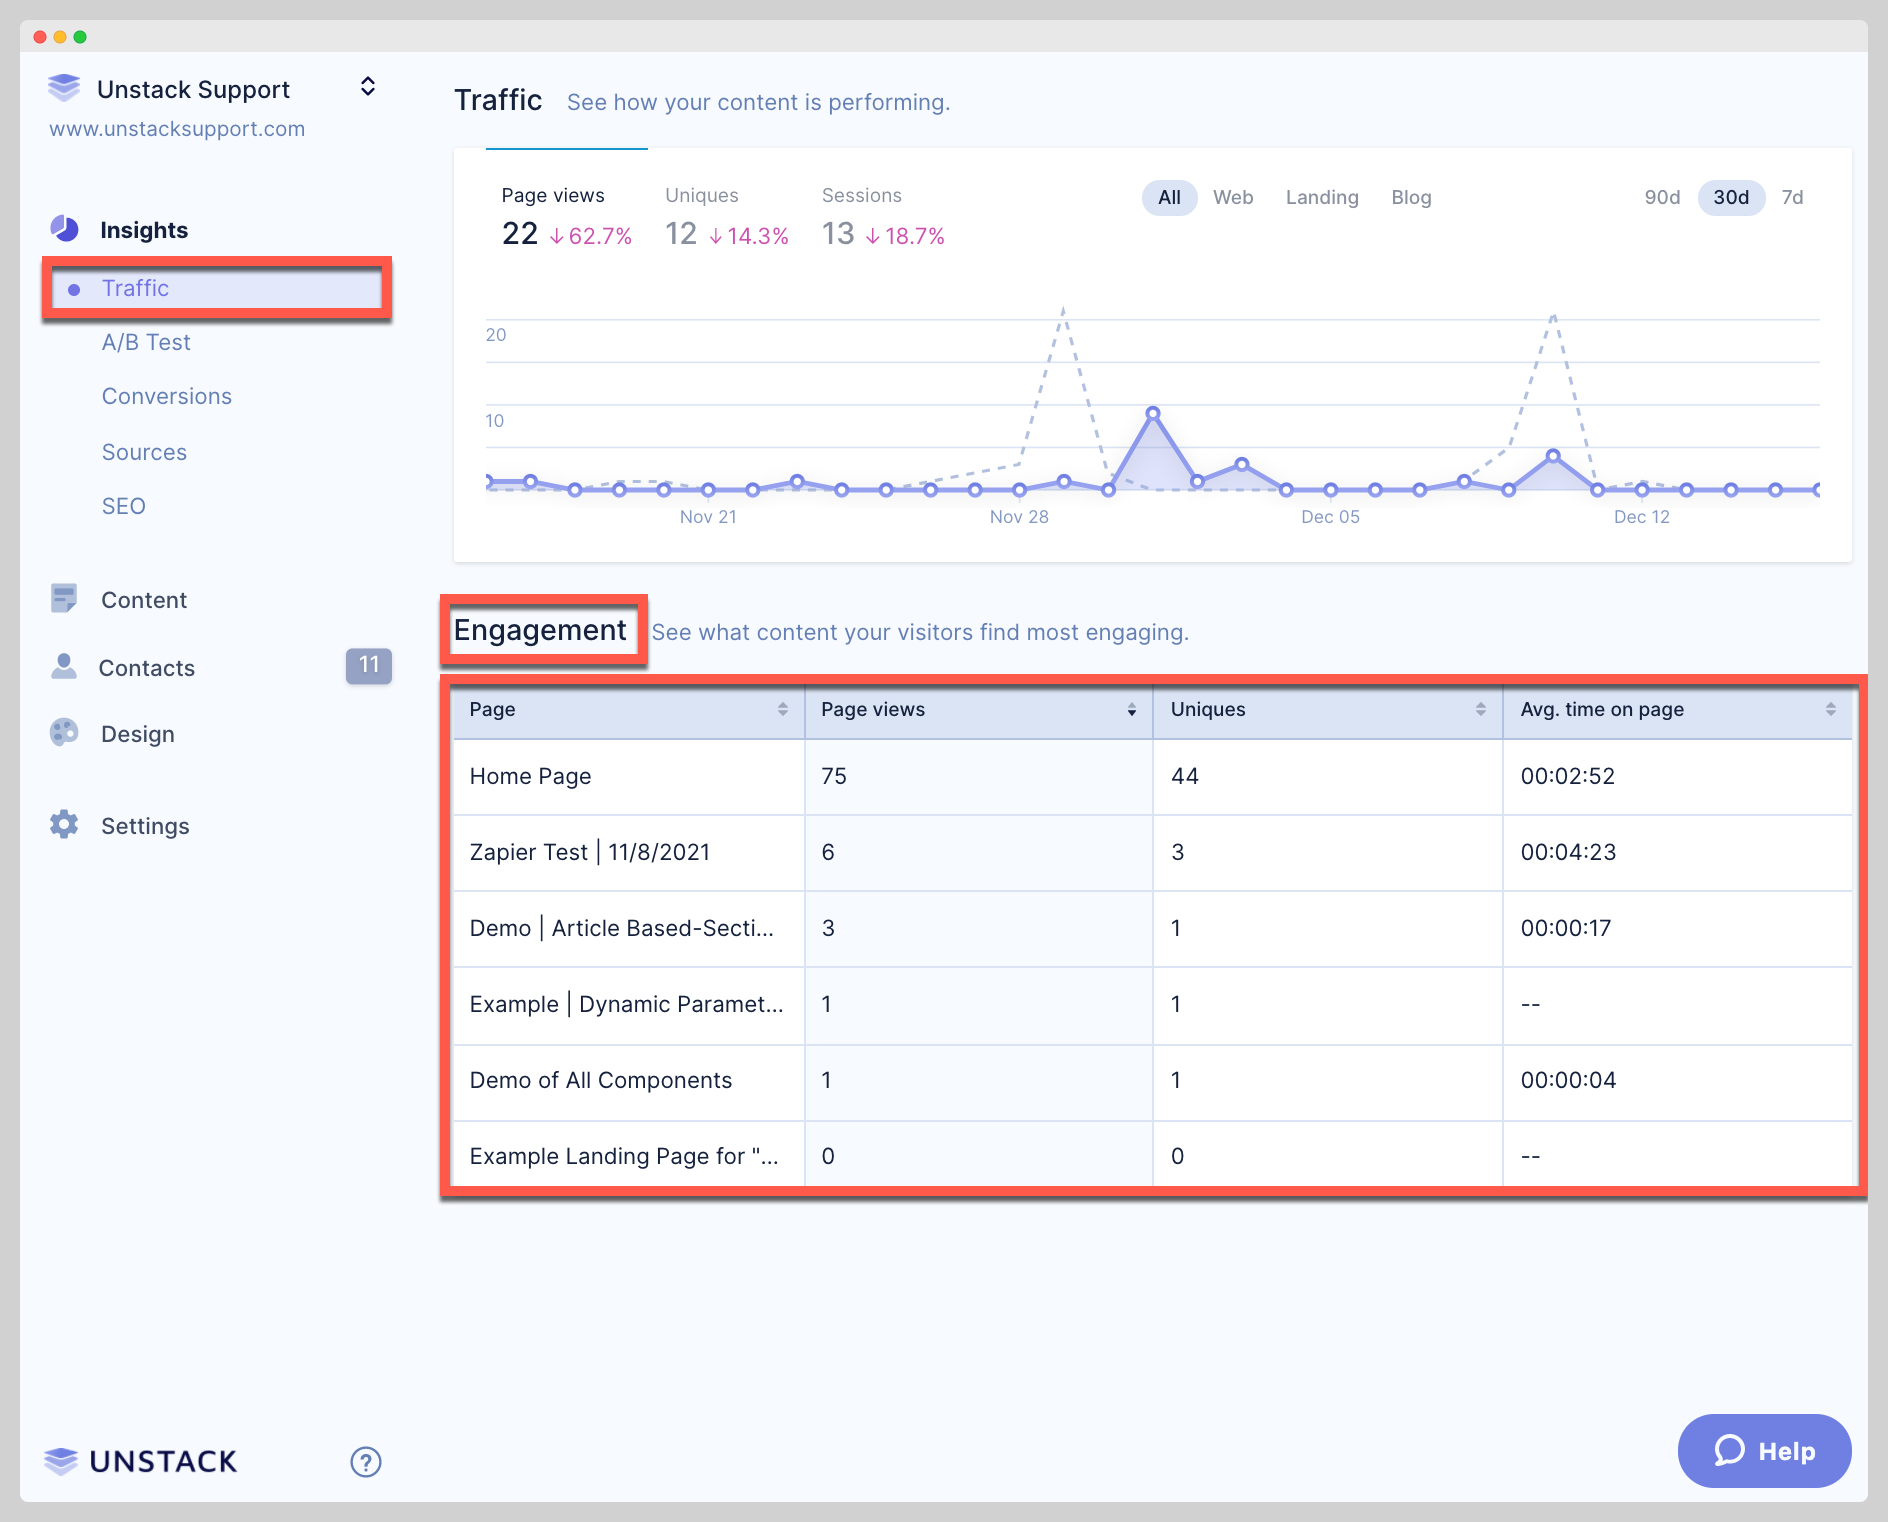 Unstack Support
www.unstacksupport.com
Insights
Traffic
A/B Test
Conversions
Sources
SEO
Content
Contacts 11
Design
Settings
UNSTACK ?
Traffic See how your content is performing.
Page views Uniques Sessions
22 ↓62.7% 12 ↓14.3% 13 ↓18.7%
All Web Landing Blog 90d 30d 7d
20
10
Nov 21 Nov 28 Dec 05 Dec 12
Engagement See what content your visitors find most engaging.
Page Page views Uniques Avg. time on page
Home Page 75 44 00:02:52
Zapier Test | 11/8/2021 6 3 00:04:23
Demo | Article Based-Secti... 3 1 00:00:17
Example | Dynamic Paramet... 1 1 --
Demo of All Components 1 1 00:00:04
Example Landing Page for "... 0 0 --
Help